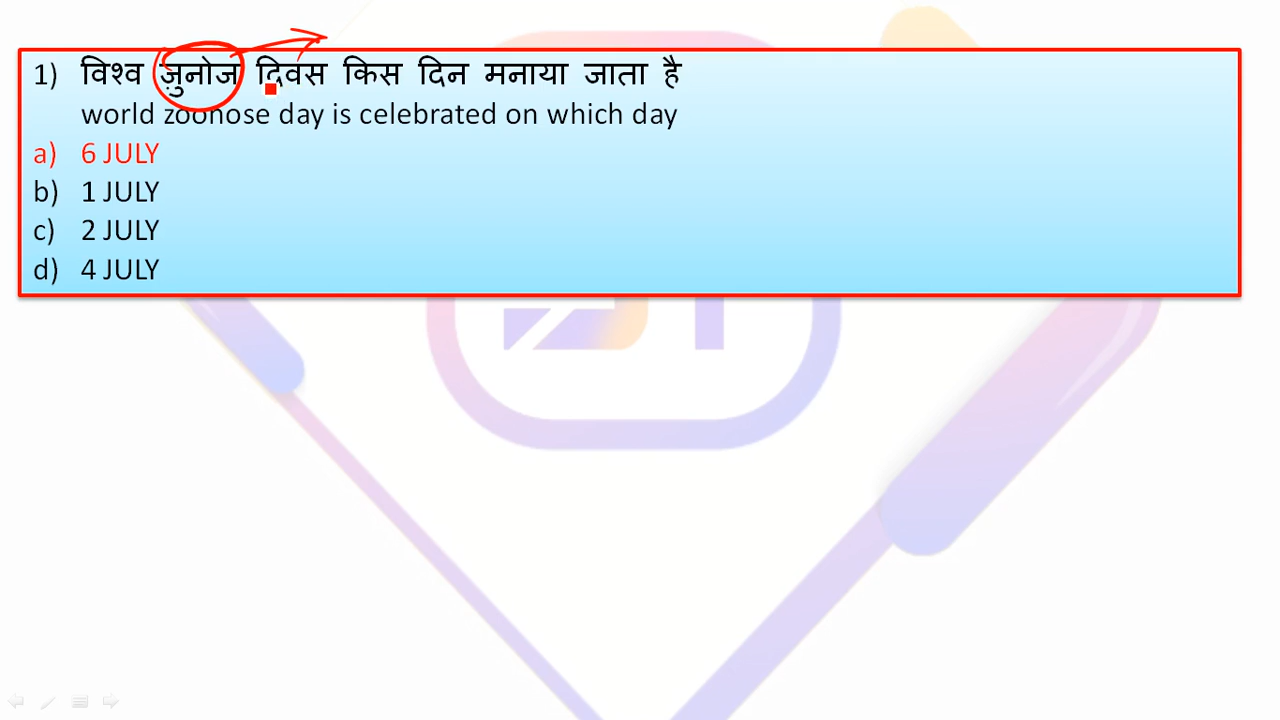 1) विश्व ज़ुनोज दिवस किस दिन मनाया जाता है
world zoonose day is celebrated on which day
a) 6 JULY
b) 1 JULY
c) 2 JULY
d) 4 JULY